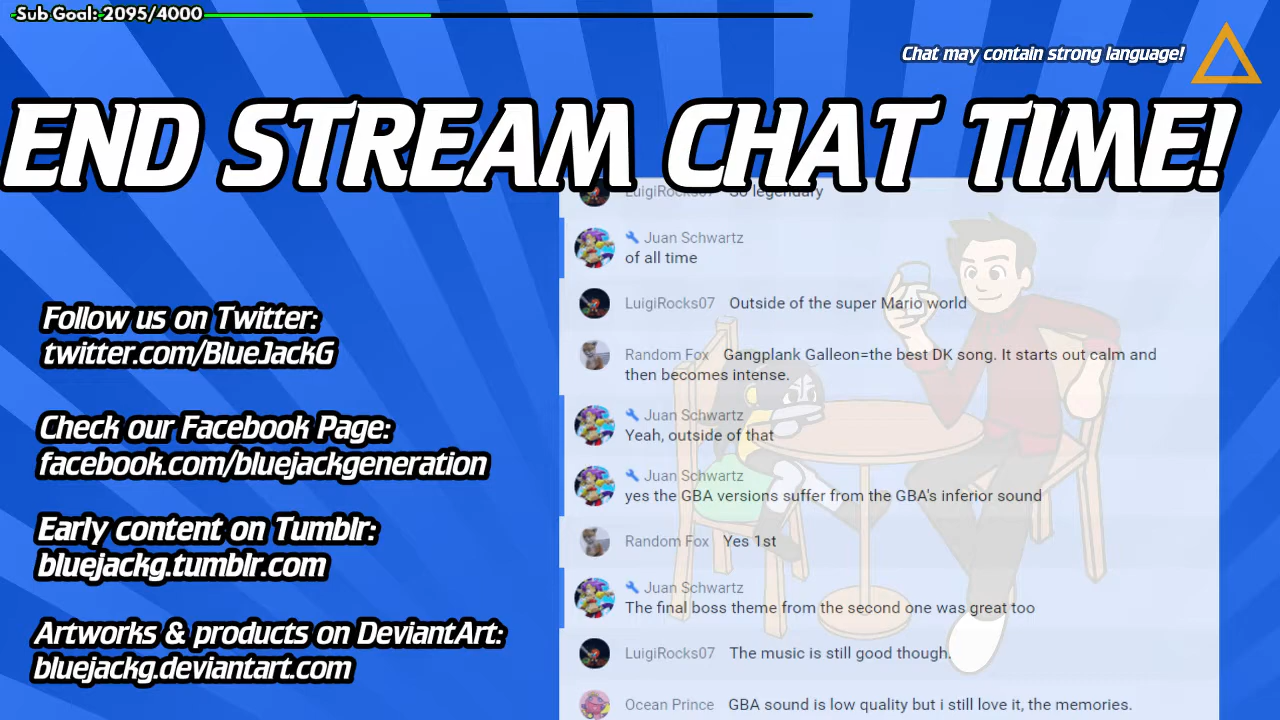 Sub Goal: 2095/4000
Chat may contain strong language!
END STREAM CHAT TIME!
LuigiRocks07 So legendary
Juan Schwartz
of all time
LuigiRocks07 Outside of the super Mario world
Random Fox Gangplank Galleon=the best DK song. It starts out calm and
then becomes intense.
Juan Schwartz
Yeah, outside of that
Juan Schwartz
yes the GBA versions suffer from the GBA's inferior sound
Random Fox Yes 1st
Juan Schwartz
The final boss theme from the second one was great too
LuigiRocks07 The music is still good though.
Ocean Prince GBA sound is low quality but i still love it, the memories.
Follow us on Twitter:
twitter.com/BlueJackG
Check our Facebook Page:
facebook.com/bluejackgeneration
Early content on Tumblr:
bluejackg.tumblr.com
Artworks & products on DeviantArt:
bluejackg.deviantart.com